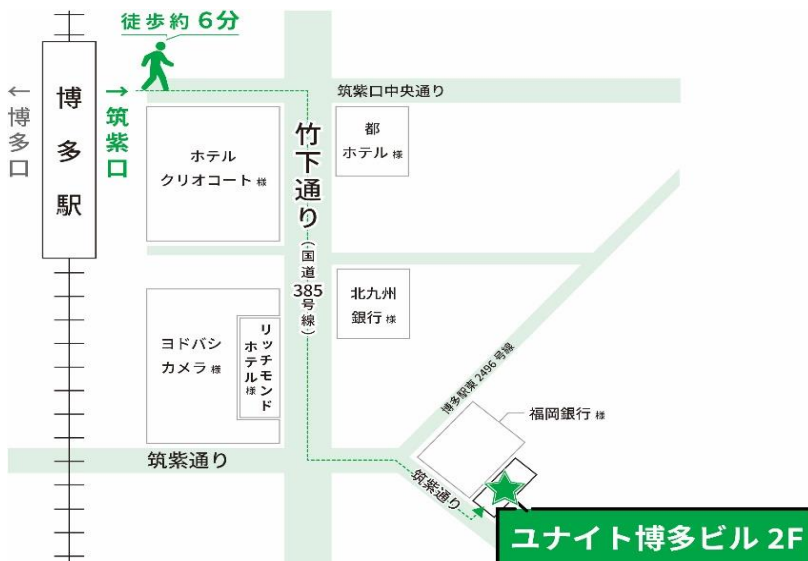 徒歩約 6分
← 博多口
博多駅
→ 筑紫口
筑紫口中央通り
ホテル
クリオコート 様
竹下通り
(国道385号線)
都
ホテル 様
北九州
銀行 様
ヨドバシ
カメラ 様
リッチモンド
ホテル 様
博多駅東 2496 号線
福岡銀行 様
筑紫通り
筑紫通り
ユナイト博多ビル 2F